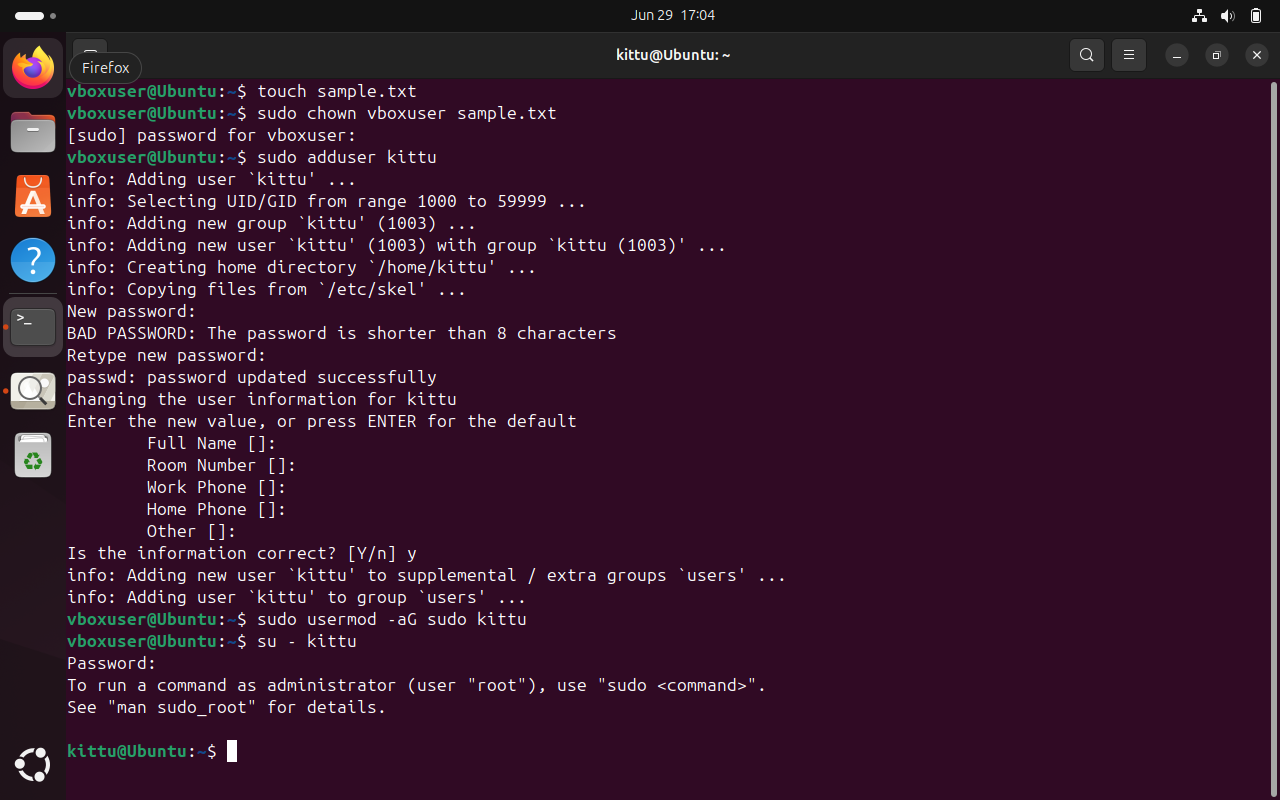 Jun 29 17:04
kittu@Ubuntu: ~
Firefox
vboxuser@Ubuntu:~$ touch sample.txt
vboxuser@Ubuntu:~$ sudo chown vboxuser sample.txt
[sudo] password for vboxuser:
vboxuser@Ubuntu:~$ sudo adduser kittu
info: Adding user `kittu' ...
info: Selecting UID/GID from range 1000 to 59999 ...
info: Adding new group `kittu' (1003) ...
info: Adding new user `kittu' (1003) with group `kittu (1003)' ...
info: Creating home directory `/home/kittu' ...
info: Copying files from `/etc/skel' ...
New password:
BAD PASSWORD: The password is shorter than 8 characters
Retype new password:
passwd: password updated successfully
Changing the user information for kittu
Enter the new value, or press ENTER for the default
Full Name []:
Room Number []:
Work Phone []:
Home Phone []:
Other []:
Is the information correct? [Y/n] y
info: Adding new user `kittu' to supplemental / extra groups `users' ...
info: Adding user `kittu' to group `users' ...
vboxuser@Ubuntu:~$ sudo usermod -aG sudo kittu
vboxuser@Ubuntu:~$ su - kittu
Password:
To run a command as administrator (user "root"), use "sudo <command>".
See "man sudo_root" for details.
kittu@Ubuntu:~$